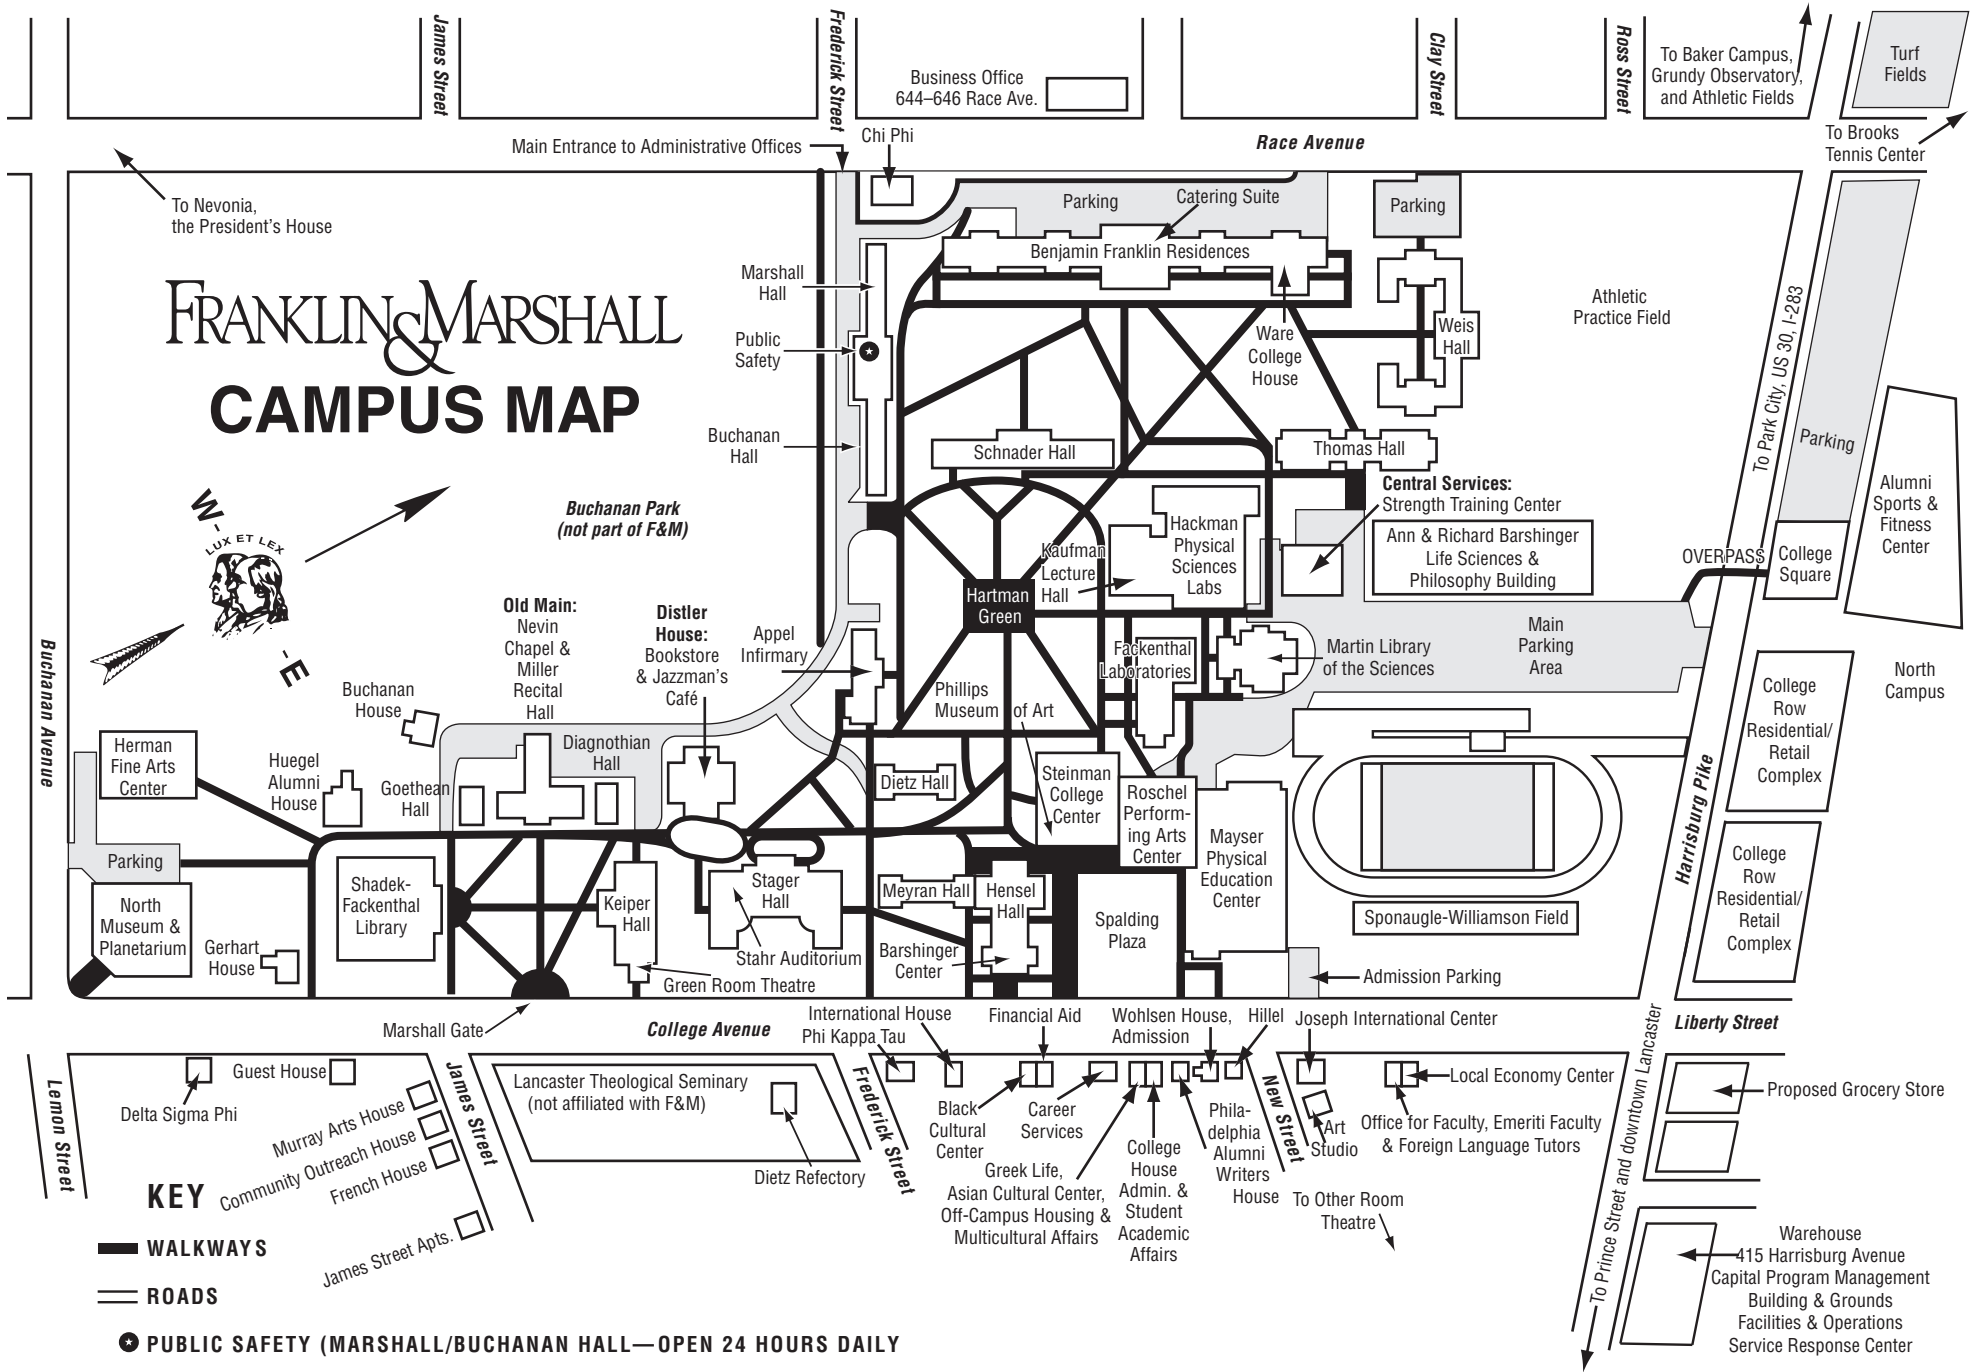 James Street
Frederick Street
Clay Street
Ross Street
Business Office
644–646 Race Ave.
To Baker Campus,
Grundy Observatory,
and Athletic Fields
Turf
Fields
Main Entrance to Administrative Offices
Chi Phi
Race Avenue
To Brooks
Tennis Center
To Nevonia,
the President's House
Parking
Catering Suite
Parking
Benjamin Franklin Residences
FRANKLIN & MARSHALL
CAMPUS MAP
Marshall
Hall
Public
Safety
Buchanan
Hall
Ware
College
House
Weis
Hall
Athletic
Practice Field
To Park City, US 30, I-283
Parking
Schnader Hall
Thomas Hall
Central Services:
Strength Training Center
Alumni
Sports &
Fitness
Center
W- -E
LUX ET LEX
Buchanan Park
(not part of F&M)
Hackman
Physical
Sciences
Labs
Kaufman
Lecture
Hall
Ann & Richard Barshinger
Life Sciences &
Philosophy Building
OVERPASS
College
Square
Hartman
Green
Old Main:
Nevin
Chapel &
Miller
Recital
Hall
Distler
House:
Bookstore
& Jazzman's
Café
Appel
Infirmary
Fackenthal
Laboratories
Martin Library
of the Sciences
Main
Parking
Area
North
Campus
Buchanan Avenue
Buchanan
House
Phillips
Museum of Art
College
Row
Residential/
Retail
Complex
Herman
Fine Arts
Center
Huegel
Alumni
House
Goethean
Hall
Diagnothian
Hall
Dietz Hall
Steinman
College
Center
Roschel
Perform-
ing Arts
Center
Mayser
Physical
Education
Center
Harrisburg Pike
College
Row
Residential/
Retail
Complex
Parking
North
Museum &
Planetarium
Shadek-
Fackenthal
Library
Gerhart
House
Keiper
Hall
Stager
Hall
Stahr Auditorium
Green Room Theatre
Meyran Hall
Hensel
Hall
Barshinger
Center
Spalding
Plaza
Sponaugle-Williamson Field
Admission Parking
Marshall Gate
College Avenue
International House
Phi Kappa Tau
Financial Aid
Wohlsen House,
Admission
Hillel
Joseph International Center
Liberty Street
Lemon Street
Delta Sigma Phi
Guest House
Murray Arts House
Community Outreach House
French House
James Street Apts.
James Street
Lancaster Theological Seminary
(not affiliated with F&M)
Dietz Refectory
Frederick Street
Black
Cultural
Center
Career
Services
Greek Life,
Asian Cultural Center,
Off-Campus Housing &
Multicultural Affairs
College
House
Admin. &
Student
Academic
Affairs
Phila-
delphia
Alumni
Writers
House
New Street
Art
Studio
Local Economy Center
Office for Faculty, Emeriti Faculty
& Foreign Language Tutors
To Other Room
Theatre
To Prince Street and downtown Lancaster
Proposed Grocery Store
Warehouse
415 Harrisburg Avenue
Capital Program Management
Building & Grounds
Facilities & Operations
Service Response Center
KEY
WALKWAYS
ROADS
PUBLIC SAFETY (MARSHALL/BUCHANAN HALL—OPEN 24 HOURS DAILY